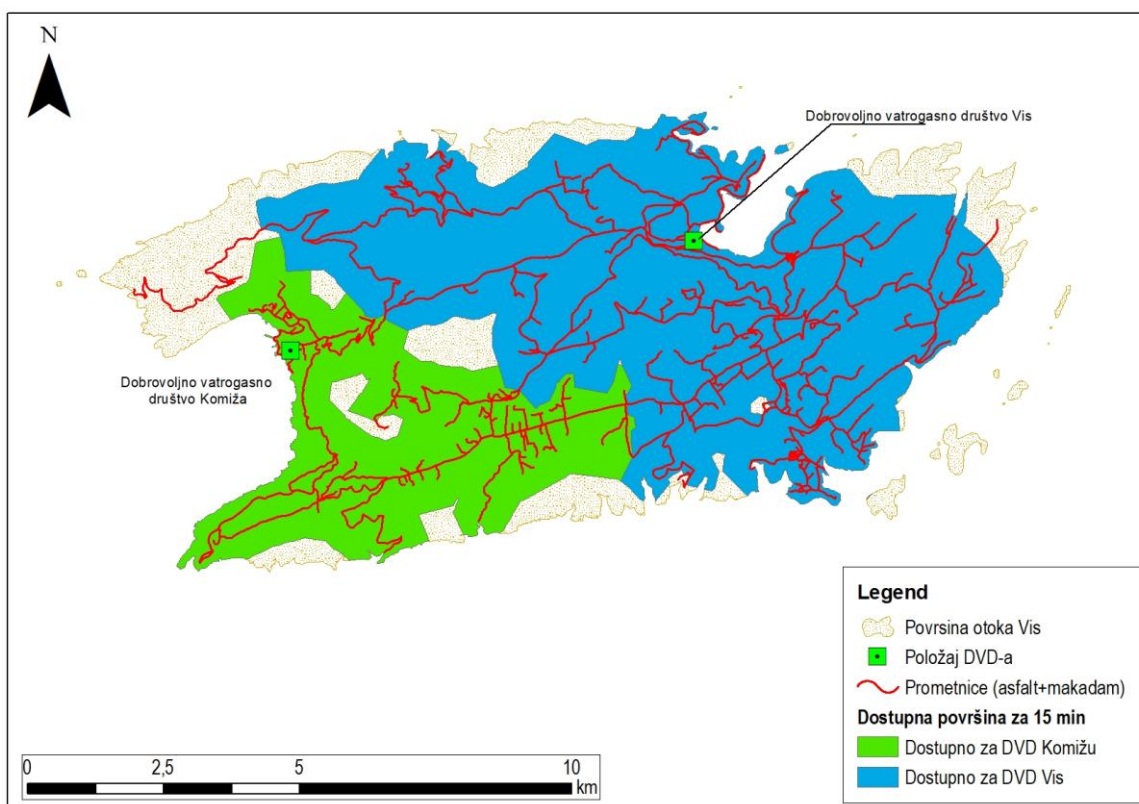 N
Dobrovoljno vatrogasno društvo Vis
Dobrovoljno vatrogasno
društvo Komiža
Legend
Povrsina otoka Vis
Položaj DVD-a
Prometnice (asfalt+makadam)
Dostupna površina za 15 min
Dostupno za DVD Komižu
Dostupno za DVD Vis
0 2,5 5 10
km